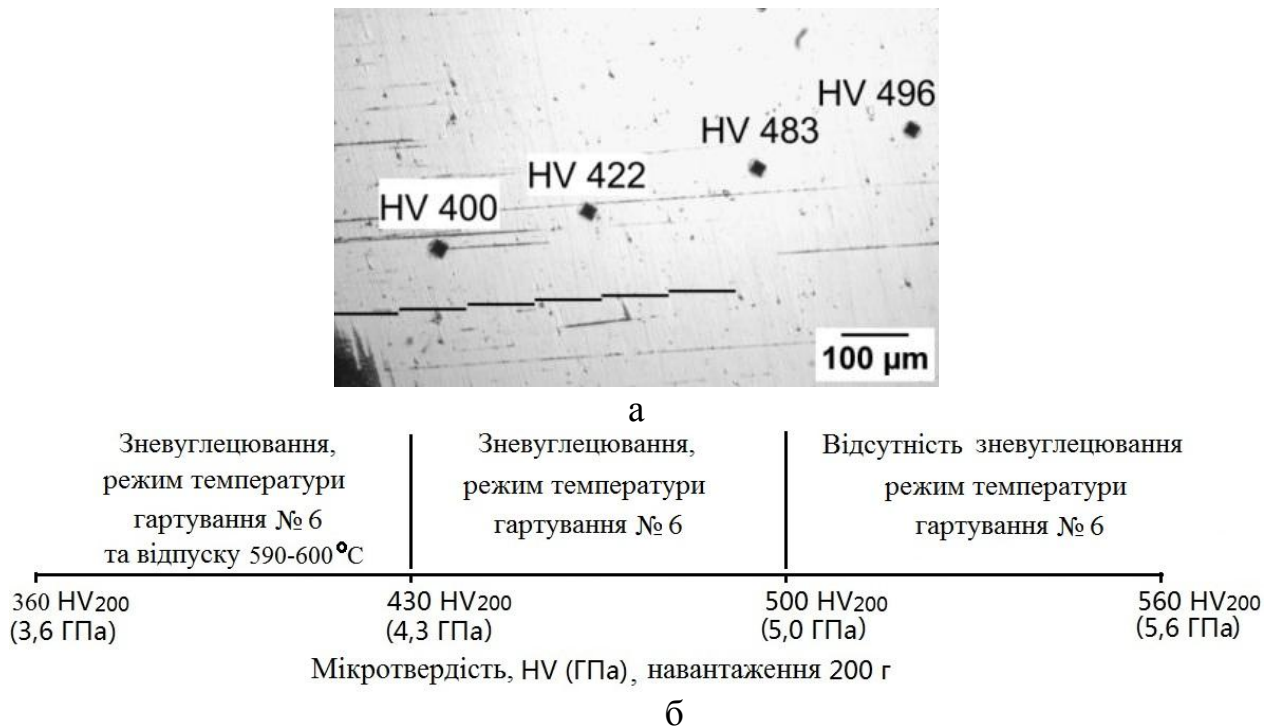 HV 496
HV 483
HV 422
HV 400
100 µm
а
Зневуглецювання,
режим температури
гартування № 6
та відпуску 590-600 °C
Зневуглецювання,
режим температури
гартування № 6
Відсутність зневуглецювання
режим температури
гартування № 6
360 HV200
(3,6 ГПа)
430 HV200
(4,3 ГПа)
500 HV200
(5,0 ГПа)
560 HV200
(5,6 ГПа)
Мікротвердість, HV (ГПа), навантаження 200 г
б